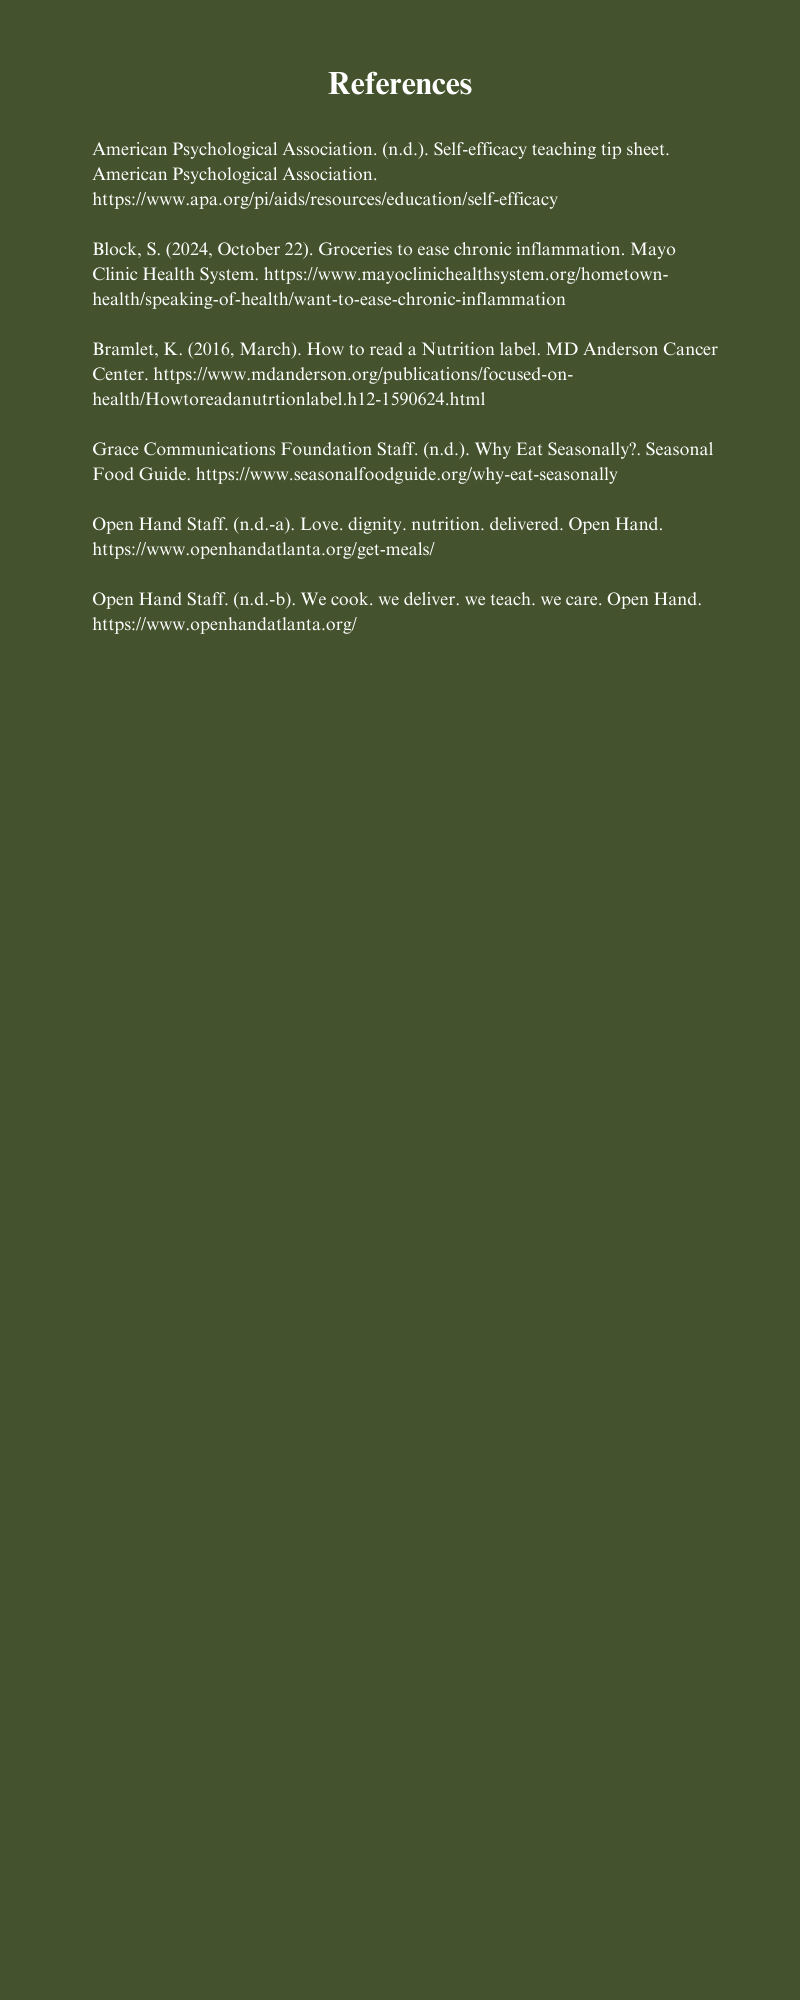 References
American Psychological Association. (n.d.). Self-efficacy teaching tip sheet.
American Psychological Association.
https://www.apa.org/pi/aids/resources/education/self-efficacy
Block, S. (2024, October 22). Groceries to ease chronic inflammation. Mayo
Clinic Health System. https://www.mayoclinichealthsystem.org/hometown-
health/speaking-of-health/want-to-ease-chronic-inflammation
Bramlet, K. (2016, March). How to read a Nutrition label. MD Anderson Cancer
Center. https://www.mdanderson.org/publications/focused-on-
health/Howtoreadanutrtionlabel.h12-1590624.html
Grace Communications Foundation Staff. (n.d.). Why Eat Seasonally?. Seasonal
Food Guide. https://www.seasonalfoodguide.org/why-eat-seasonally
Open Hand Staff. (n.d.-a). Love. dignity. nutrition. delivered. Open Hand.
https://www.openhandatlanta.org/get-meals/
Open Hand Staff. (n.d.-b). We cook. we deliver. we teach. we care. Open Hand.
https://www.openhandatlanta.org/